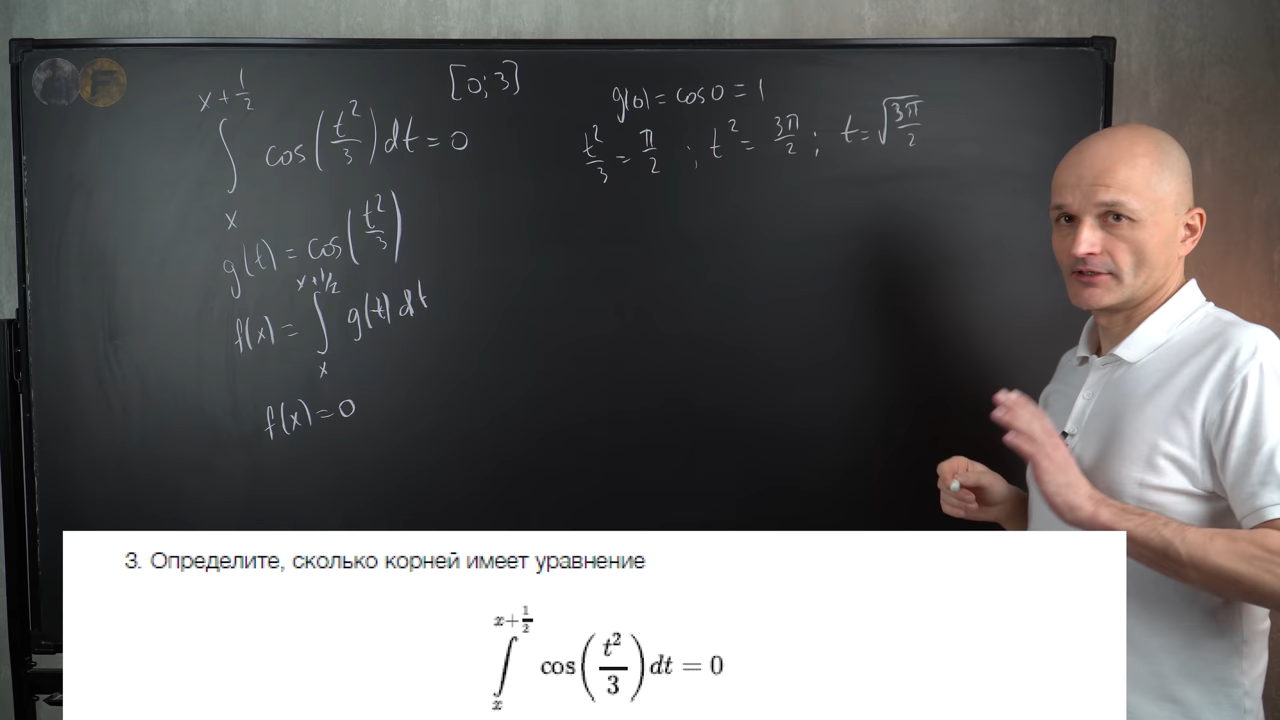 ∫_{x}^{x+1/2} cos(t²/3) dt = 0
[0; 3]
g(t) = cos(t²/3)
f(x) = ∫_{x}^{x+1/2} g(t) dt
f(x) = 0
g(0) = cos0 = 1
t²/3 = π/2 ; t² = 3π/2 ; t = √(3π/2)
3. Определите, сколько корней имеет уравнение
∫_{x}^{x+1/2} cos(t²/3) dt = 0